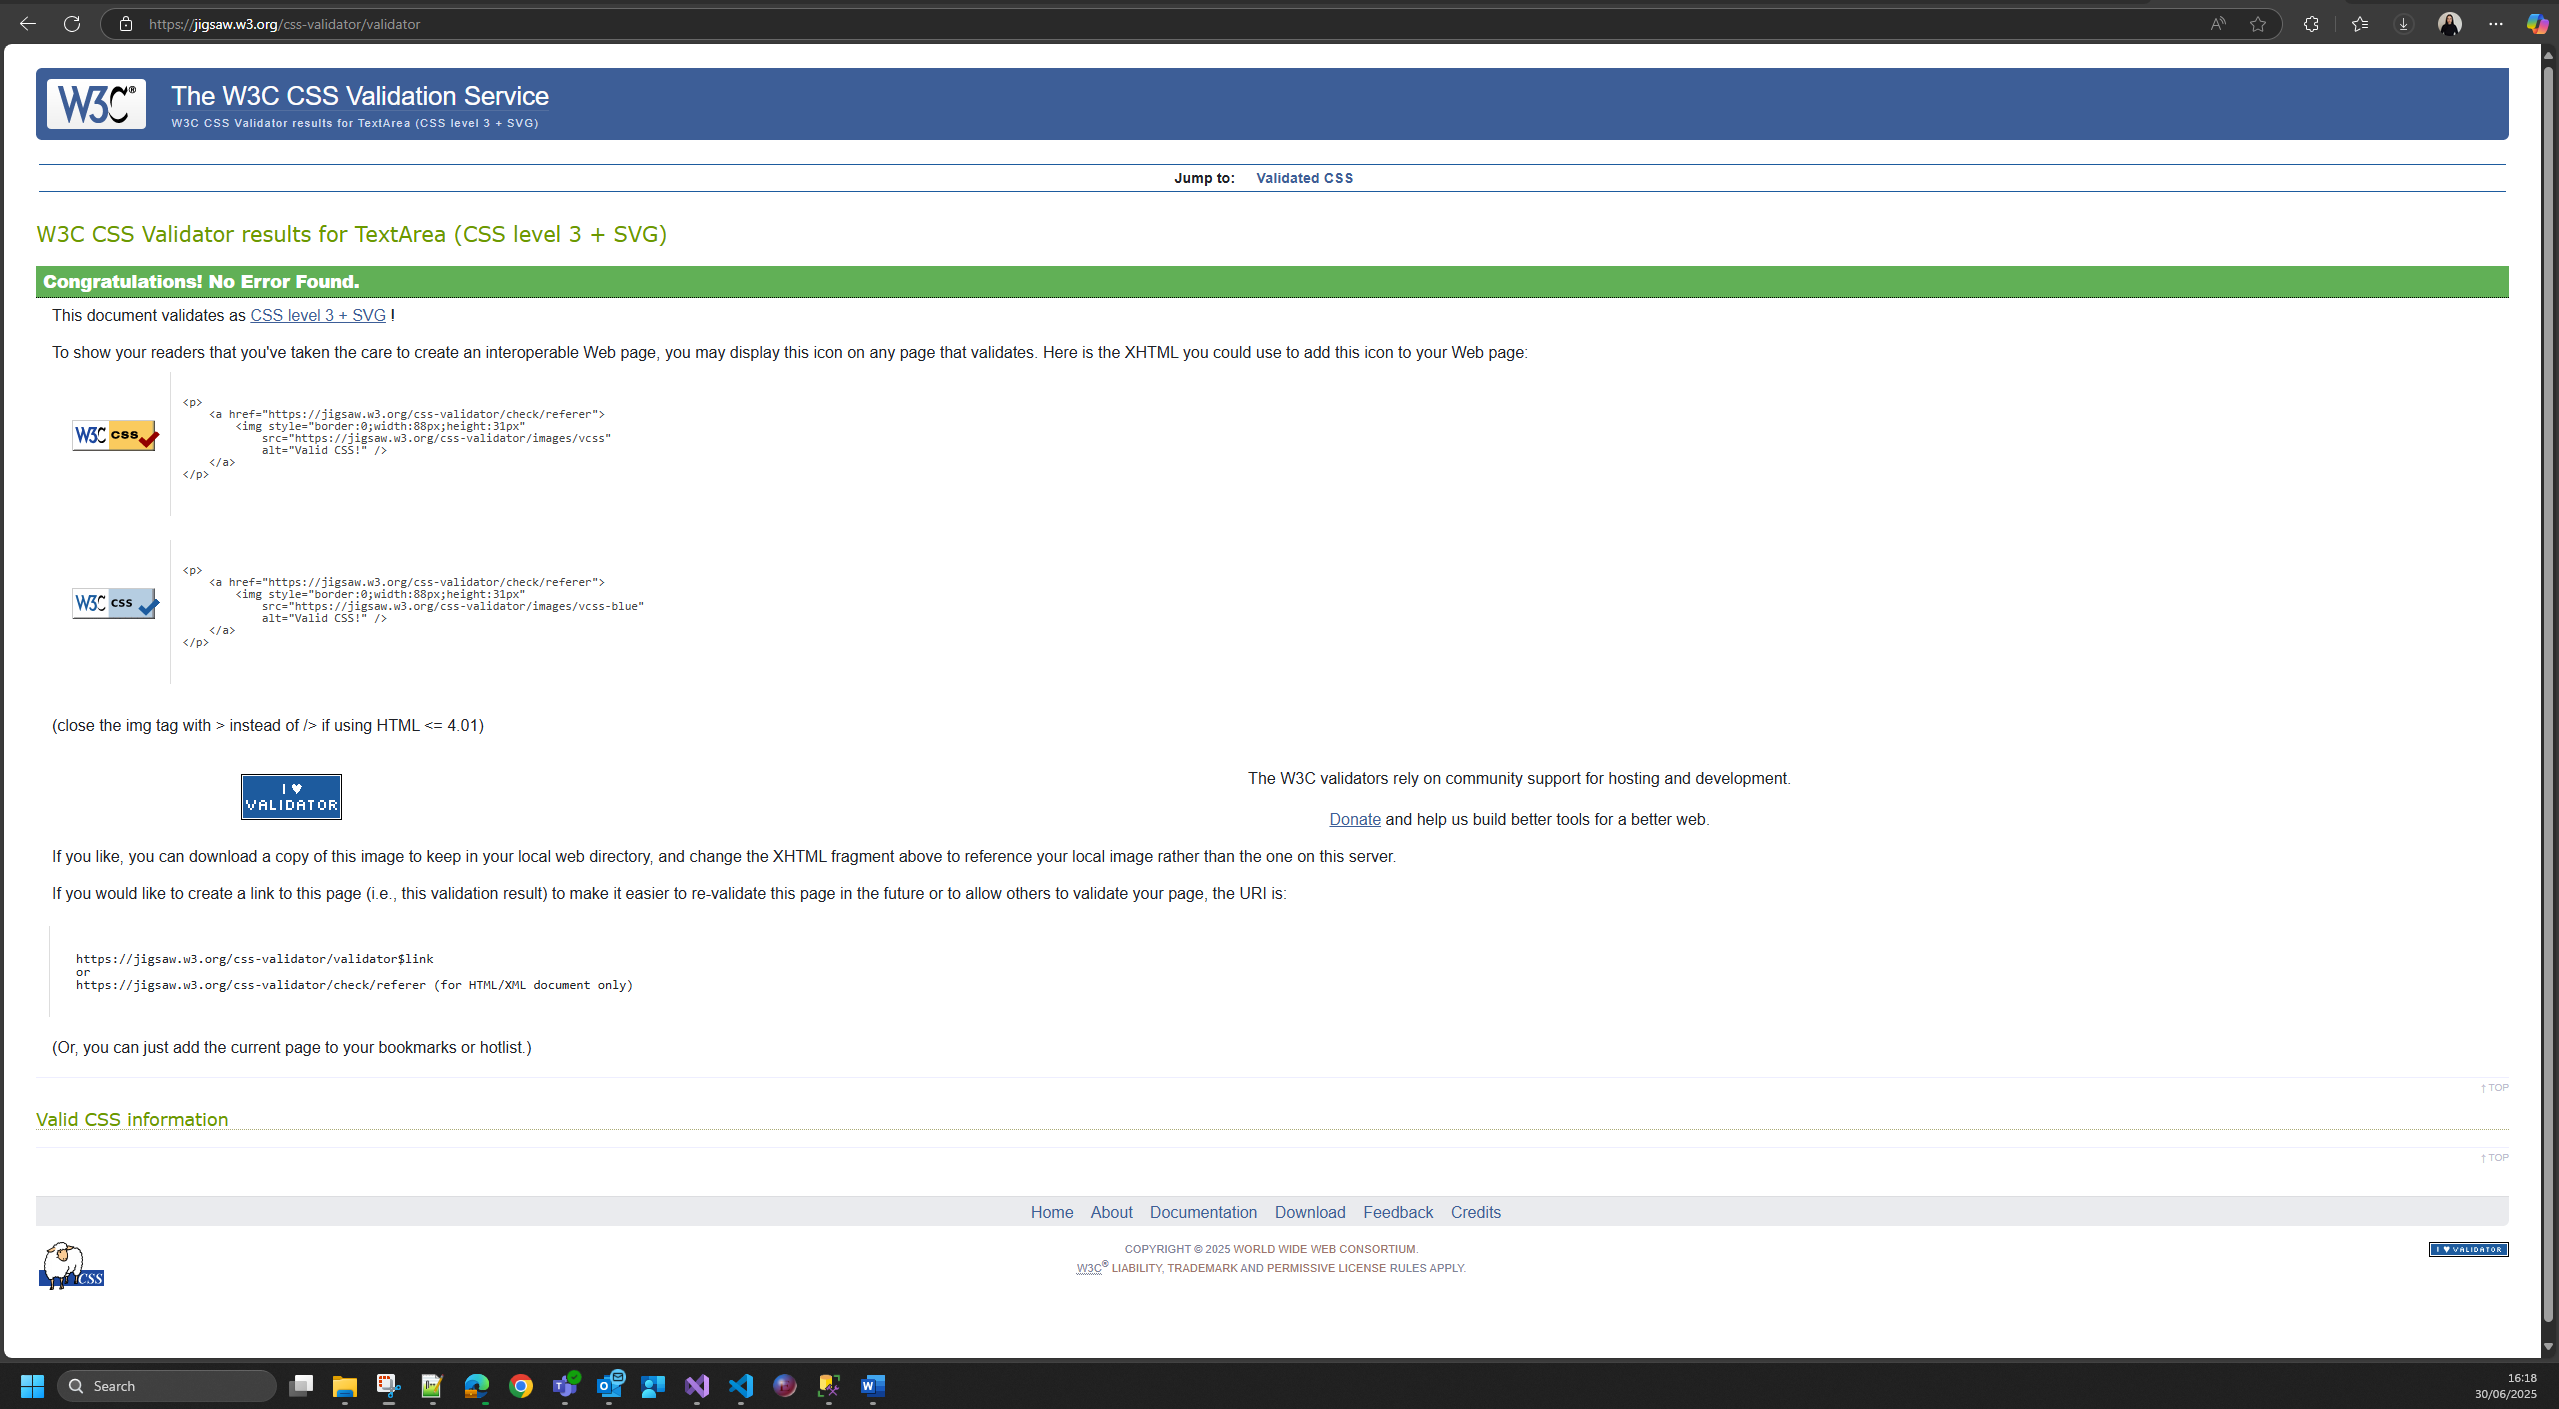 https://jigsaw.w3.org/css-validator/validator
W3C®
The W3C CSS Validation Service
W3C CSS Validator results for TextArea (CSS level 3 + SVG)
Jump to: Validated CSS
W3C CSS Validator results for TextArea (CSS level 3 + SVG)
Congratulations! No Error Found.
This document validates as CSS level 3 + SVG !
To show your readers that you've taken the care to create an interoperable Web page, you may display this icon on any page that validates. Here is the XHTML you could use to add this icon to your Web page:
W3C css
<p>
<a href="https://jigsaw.w3.org/css-validator/check/referer">
<img style="border:0;width:88px;height:31px"
src="https://jigsaw.w3.org/css-validator/images/vcss"
alt="Valid CSS!" />
</a>
</p>
W3C css
<p>
<a href="https://jigsaw.w3.org/css-validator/check/referer">
<img style="border:0;width:88px;height:31px"
src="https://jigsaw.w3.org/css-validator/images/vcss-blue"
alt="Valid CSS!" />
</a>
</p>
(close the img tag with > instead of /> if using HTML <= 4.01)
I ♥
VALIDATOR
The W3C validators rely on community support for hosting and development.
Donate and help us build better tools for a better web.
If you like, you can download a copy of this image to keep in your local web directory, and change the XHTML fragment above to reference your local image rather than the one on this server.
If you would like to create a link to this page (i.e., this validation result) to make it easier to re-validate this page in the future or to allow others to validate your page, the URI is:
https://jigsaw.w3.org/css-validator/validator$link
or
https://jigsaw.w3.org/css-validator/check/referer (for HTML/XML document only)
(Or, you can just add the current page to your bookmarks or hotlist.)
↑ TOP
Valid CSS information
↑ TOP
Home About Documentation Download Feedback Credits
CSS
COPYRIGHT © 2025 WORLD WIDE WEB CONSORTIUM.
W3C® LIABILITY, TRADEMARK AND PERMISSIVE LICENSE RULES APPLY.
I ♥ VALIDATOR
Search
16:18
30/06/2025